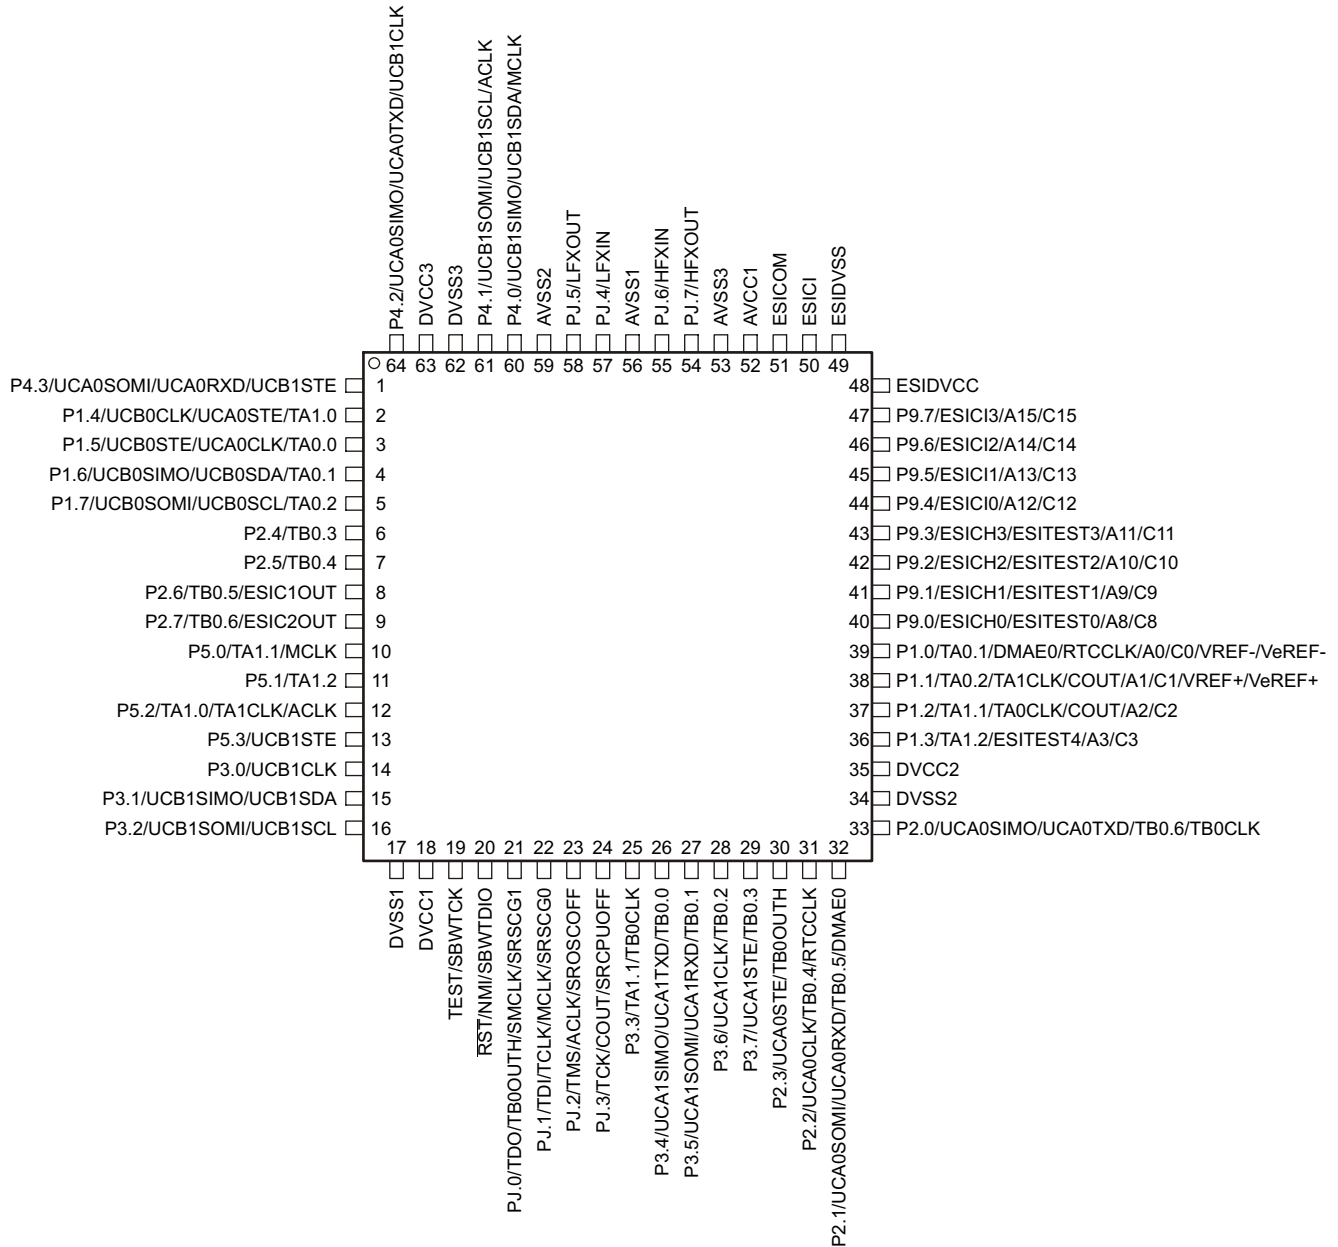 P4.2/UCA0SIMO/UCA0TXD/UCB1CLK
DVCC3
DVSS3
P4.1/UCB1SOMI/UCB1SCL/ACLK
P4.0/UCB1SIMO/UCB1SDA/MCLK
AVSS2
PJ.5/LFXOUT
PJ.4/LFXIN
AVSS1
PJ.6/HFXIN
PJ.7/HFXOUT
AVSS3
AVCC1
ESICOM
ESICI
ESIDVSS
64 63 62 61 60 59 58 57 56 55 54 53 52 51 50 49
P4.3/UCA0SOMI/UCA0RXD/UCB1STE 1
P1.4/UCB0CLK/UCA0STE/TA1.0 2
P1.5/UCB0STE/UCA0CLK/TA0.0 3
P1.6/UCB0SIMO/UCB0SDA/TA0.1 4
P1.7/UCB0SOMI/UCB0SCL/TA0.2 5
P2.4/TB0.3 6
P2.5/TB0.4 7
P2.6/TB0.5/ESIC1OUT 8
P2.7/TB0.6/ESIC2OUT 9
P5.0/TA1.1/MCLK 10
P5.1/TA1.2 11
P5.2/TA1.0/TA1CLK/ACLK 12
P5.3/UCB1STE 13
P3.0/UCB1CLK 14
P3.1/UCB1SIMO/UCB1SDA 15
P3.2/UCB1SOMI/UCB1SCL 16
48 ESIDVCC
47 P9.7/ESICI3/A15/C15
46 P9.6/ESICI2/A14/C14
45 P9.5/ESICI1/A13/C13
44 P9.4/ESICI0/A12/C12
43 P9.3/ESICH3/ESITEST3/A11/C11
42 P9.2/ESICH2/ESITEST2/A10/C10
41 P9.1/ESICH1/ESITEST1/A9/C9
40 P9.0/ESICH0/ESITEST0/A8/C8
39 P1.0/TA0.1/DMAE0/RTCCLK/A0/C0/VREF-/VeREF-
38 P1.1/TA0.2/TA1CLK/COUT/A1/C1/VREF+/VeREF+
37 P1.2/TA1.1/TA0CLK/COUT/A2/C2
36 P1.3/TA1.2/ESITEST4/A3/C3
35 DVCC2
34 DVSS2
33 P2.0/UCA0SIMO/UCA0TXD/TB0.6/TB0CLK
17 18 19 20 21 22 23 24 25 26 27 28 29 30 31 32
DVSS1
DVCC1
TEST/SBWTCK
RST/NMI/SBWTDIO
PJ.0/TDO/TB0OUTH/SMCLK/SRSCG1
PJ.1/TDI/TCLK/MCLK/SRSCG0
PJ.2/TMS/ACLK/SROSCOFF
PJ.3/TCK/COUT/SRCPUOFF
P3.3/TA1.1/TB0CLK
P3.4/UCA1SIMO/UCA1TXD/TB0.0
P3.5/UCA1SOMI/UCA1RXD/TB0.1
P3.6/UCA1CLK/TB0.2
P3.7/UCA1STE/TB0.3
P2.3/UCA0STE/TB0OUTH
P2.2/UCA0CLK/TB0.4/RTCCLK
P2.1/UCA0SOMI/UCA0RXD/TB0.5/DMAE0